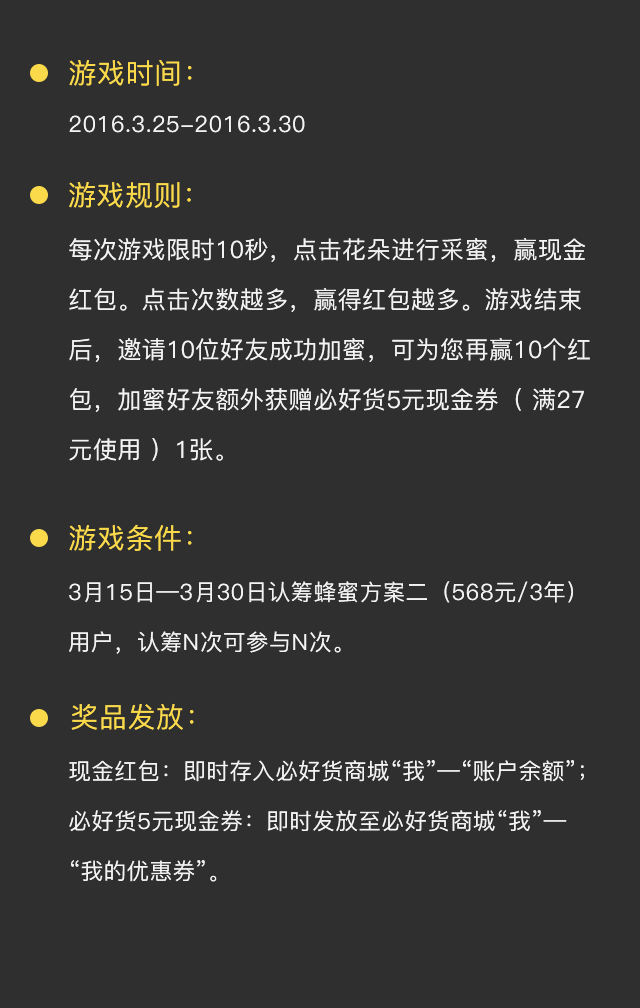 游戏时间：
2016.3.25–2016.3.30
游戏规则：
每次游戏限时10秒，点击花朵进行采蜜，赢现金
红包。点击次数越多，赢得红包越多。游戏结束
后，邀请10位好友成功加蜜，可为您再赢10个红
包，加蜜好友额外获赠必好货5元现金券（ 满27
元使用 ）1张。
游戏条件：
3月15日—3月30日认筹蜂蜜方案二（568元/3年）
用户，认筹N次可参与N次。
奖品发放：
现金红包：即时存入必好货商城“我”—“账户余额”；
必好货5元现金券：即时发放至必好货商城“我”—
“我的优惠券”。